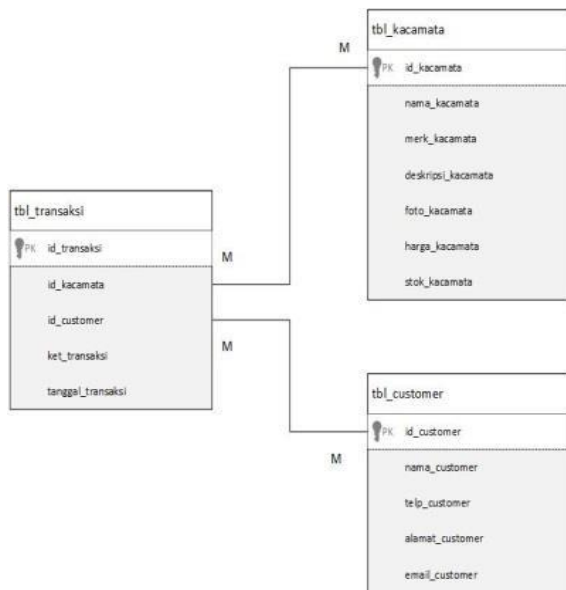 tbl_kacamata
M
PK id_kacamata
nama_kacamata
merk_kacamata
deskripsi_kacamata
foto_kacamata
harga_kacamata
stok_kacamata
tbl_transaksi
PK id_transaksi
M
id_kacamata
id_customer
M
ket_transaksi
tanggal_transaksi
tbl_customer
PK id_customer
M
nama_customer
telp_customer
alamat_customer
email_customer